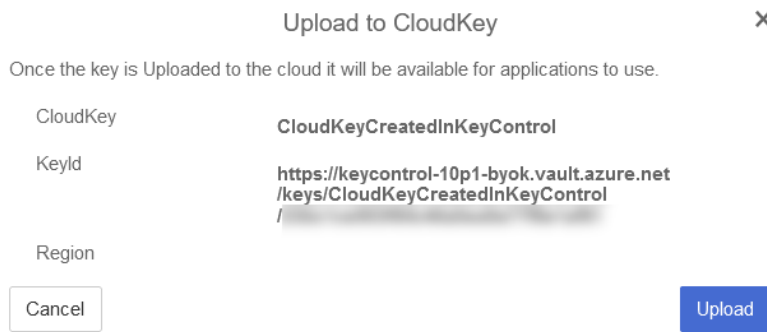 Upload to CloudKey
Once the key is Uploaded to the cloud it will be available for applications to use.
CloudKey
CloudKeyCreatedInKeyControl
KeyId
https://keycontrol-10p1-byok.vault.azure.net
/keys/CloudKeyCreatedInKeyControl
/
Region
Cancel
Upload